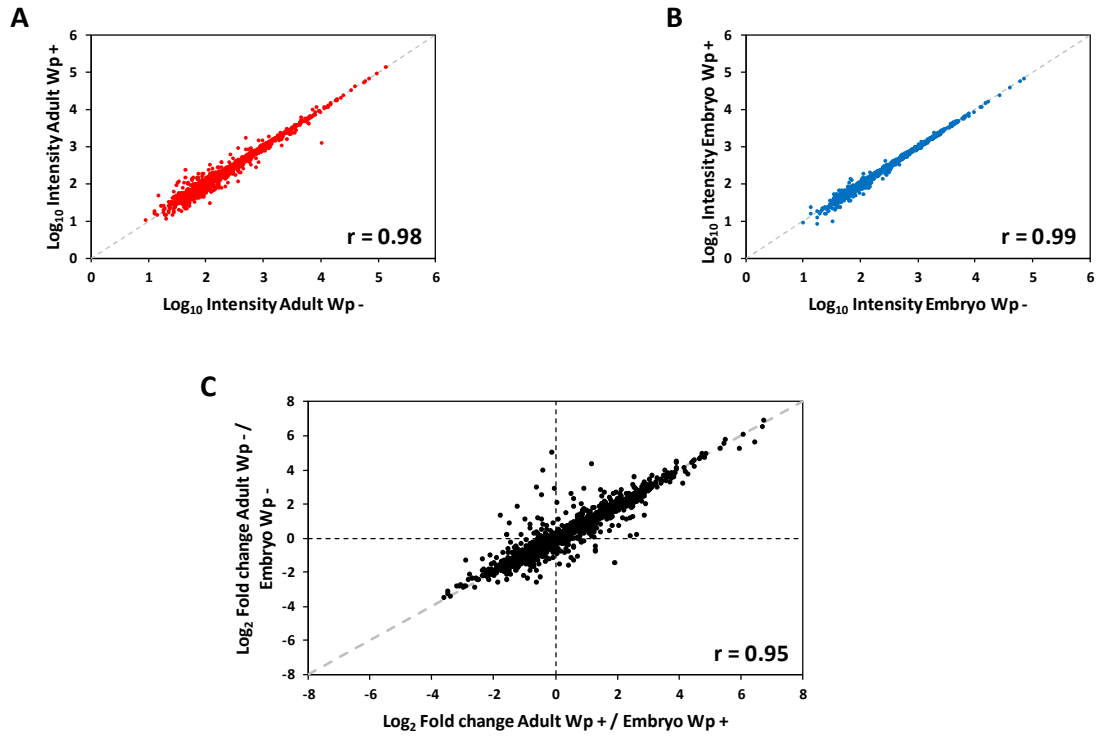 A
Log₁₀ Intensity Adult Wp +
6
5
4
3
2
1
0
0 1 2 3 4 5 6
r = 0.98
Log₁₀ Intensity Adult Wp -
B
Log₁₀ Intensity Embryo Wp +
6
5
4
3
2
1
0
0 1 2 3 4 5 6
r = 0.99
Log₁₀ Intensity Embryo Wp -
C
Log₂ Fold change Adult Wp - /
Embryo Wp -
8
6
4
2
0
-2
-4
-6
-8
-8 -6 -4 -2 0 2 4 6 8
r = 0.95
Log₂ Fold change Adult Wp + / Embryo Wp +